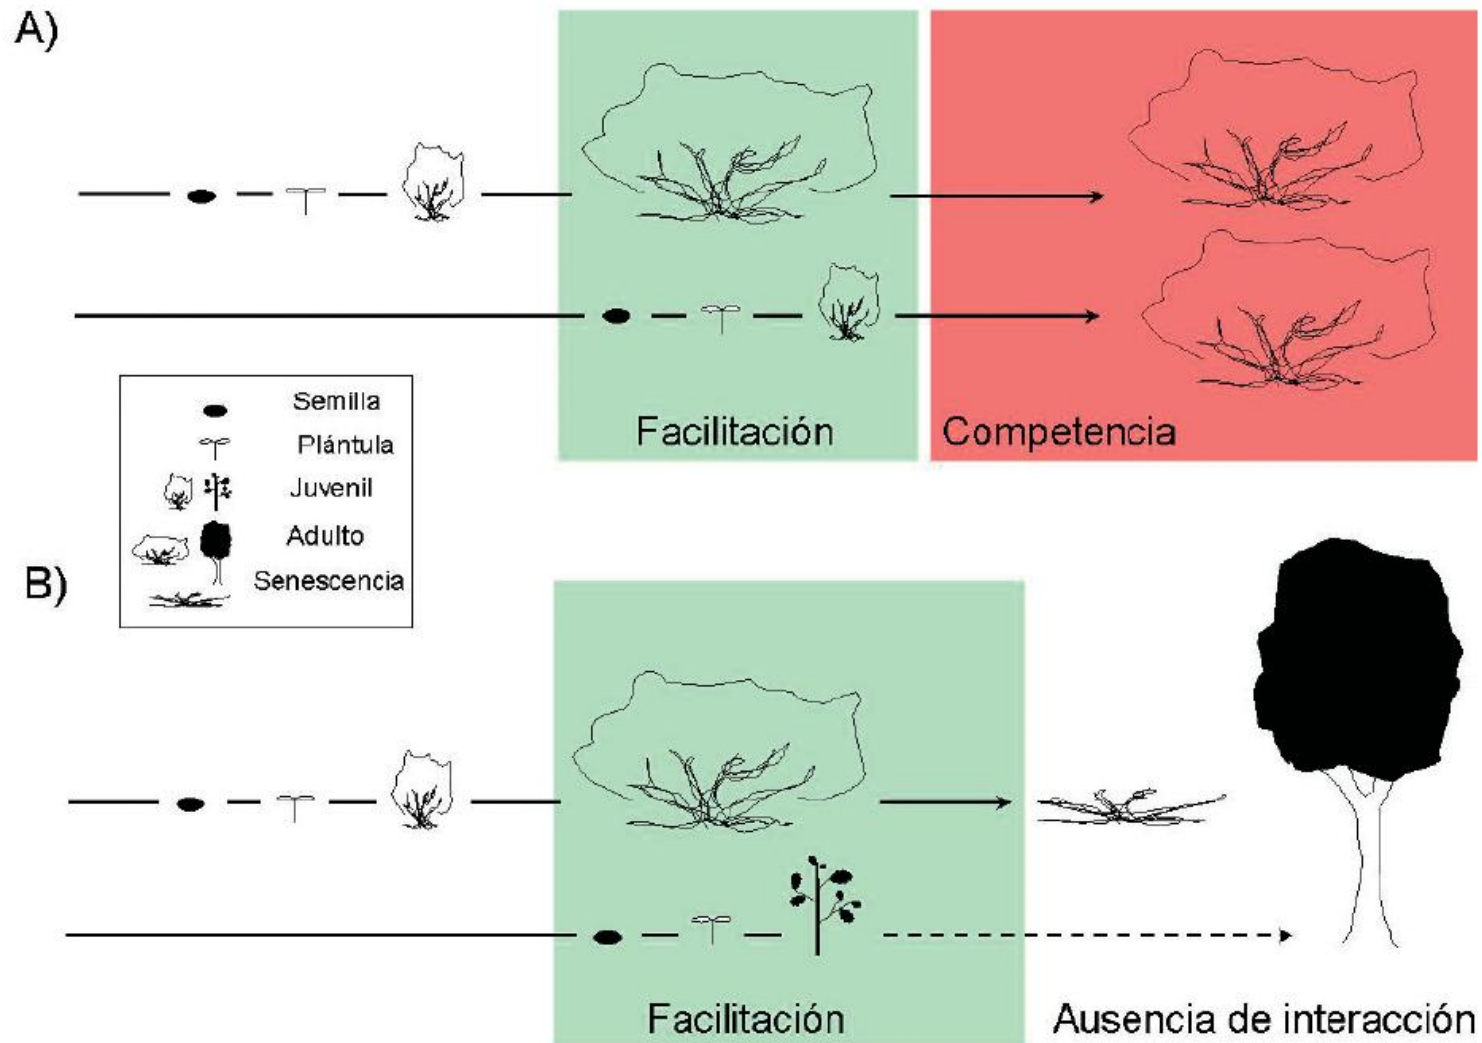 A)
Facilitación
Competencia
Semilla
Plántula
Juvenil
Adulto
Senescencia
B)
Facilitación
Ausencia de interacción